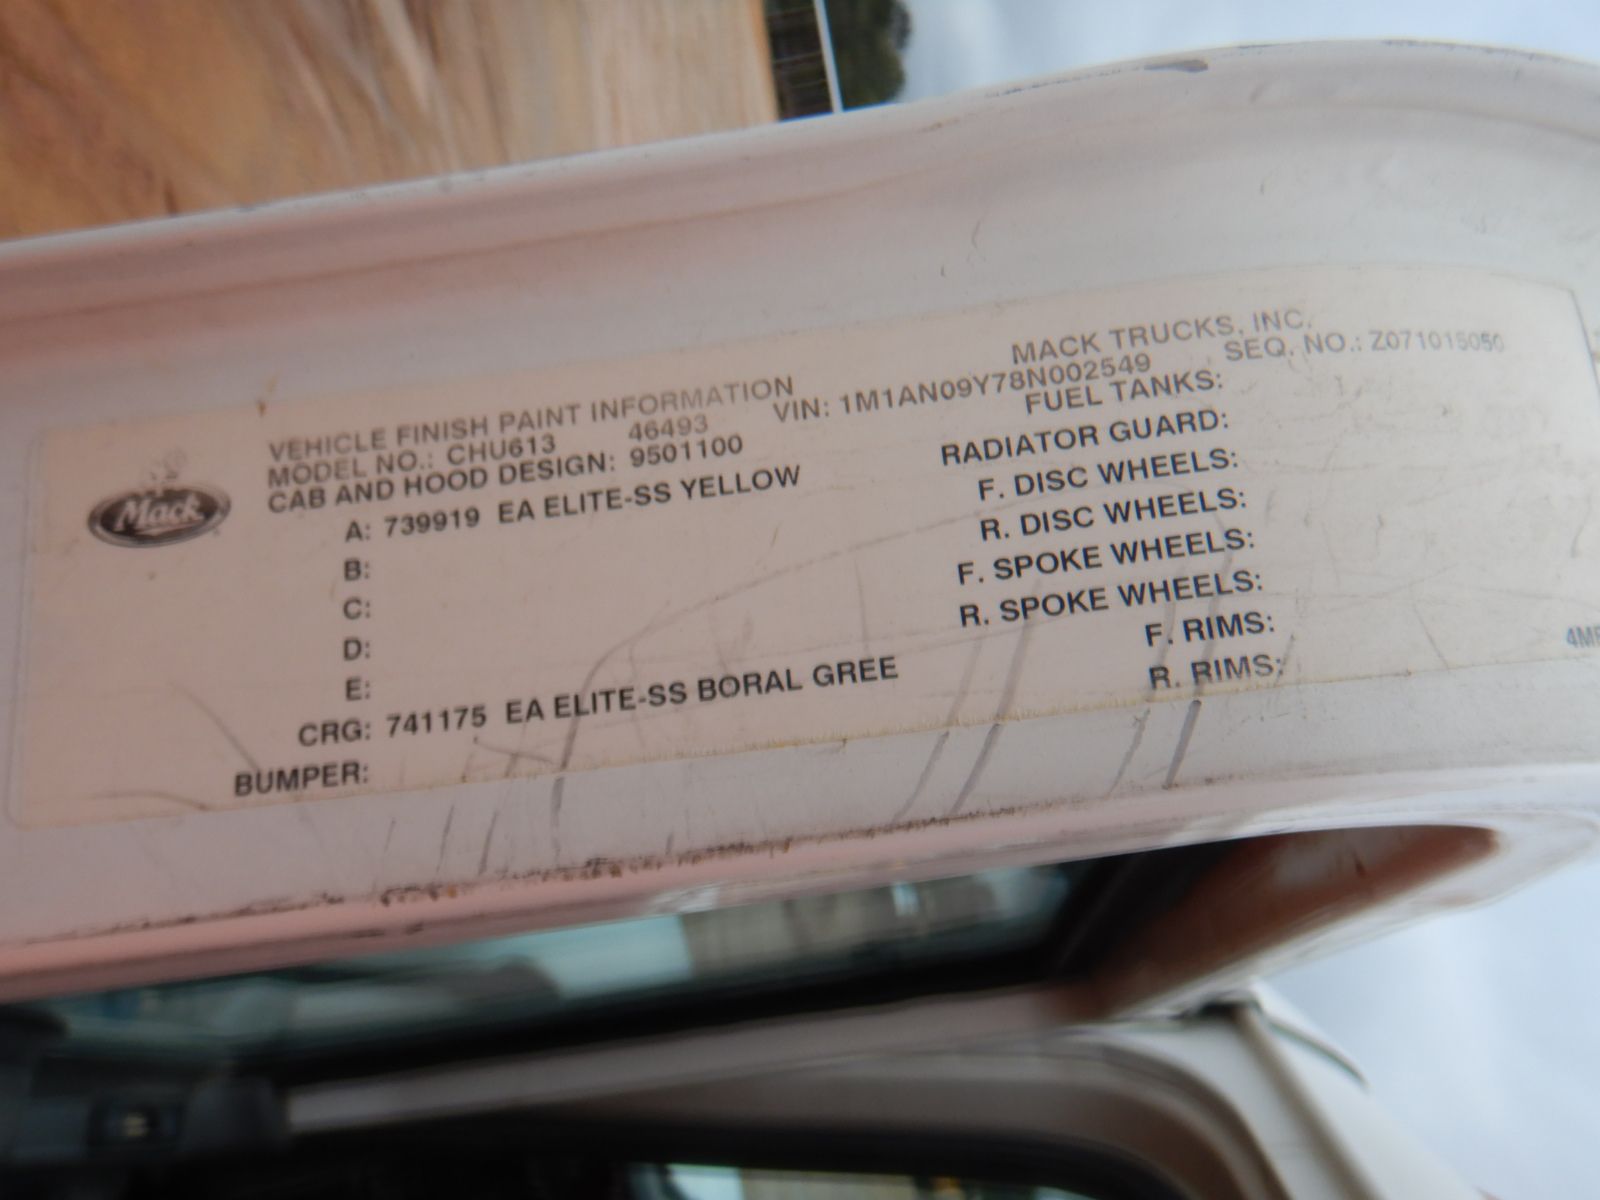 MACK TRUCKS, INC.
VEHICLE FINISH PAINT INFORMATION
VIN: 1M1AN09Y78N002549
SEQ. NO.: Z071015050
MODEL NO.: CHU613 46493
CAB AND HOOD DESIGN: 9501100
Mack
A: 739919 EA ELITE-SS YELLOW
B:
C:
D:
E:
CRG: 741175 EA ELITE-SS BORAL GREE
BUMPER:
FUEL TANKS:
RADIATOR GUARD:
F. DISC WHEELS:
R. DISC WHEELS:
F. SPOKE WHEELS:
R. SPOKE WHEELS:
F. RIMS:
R. RIMS: